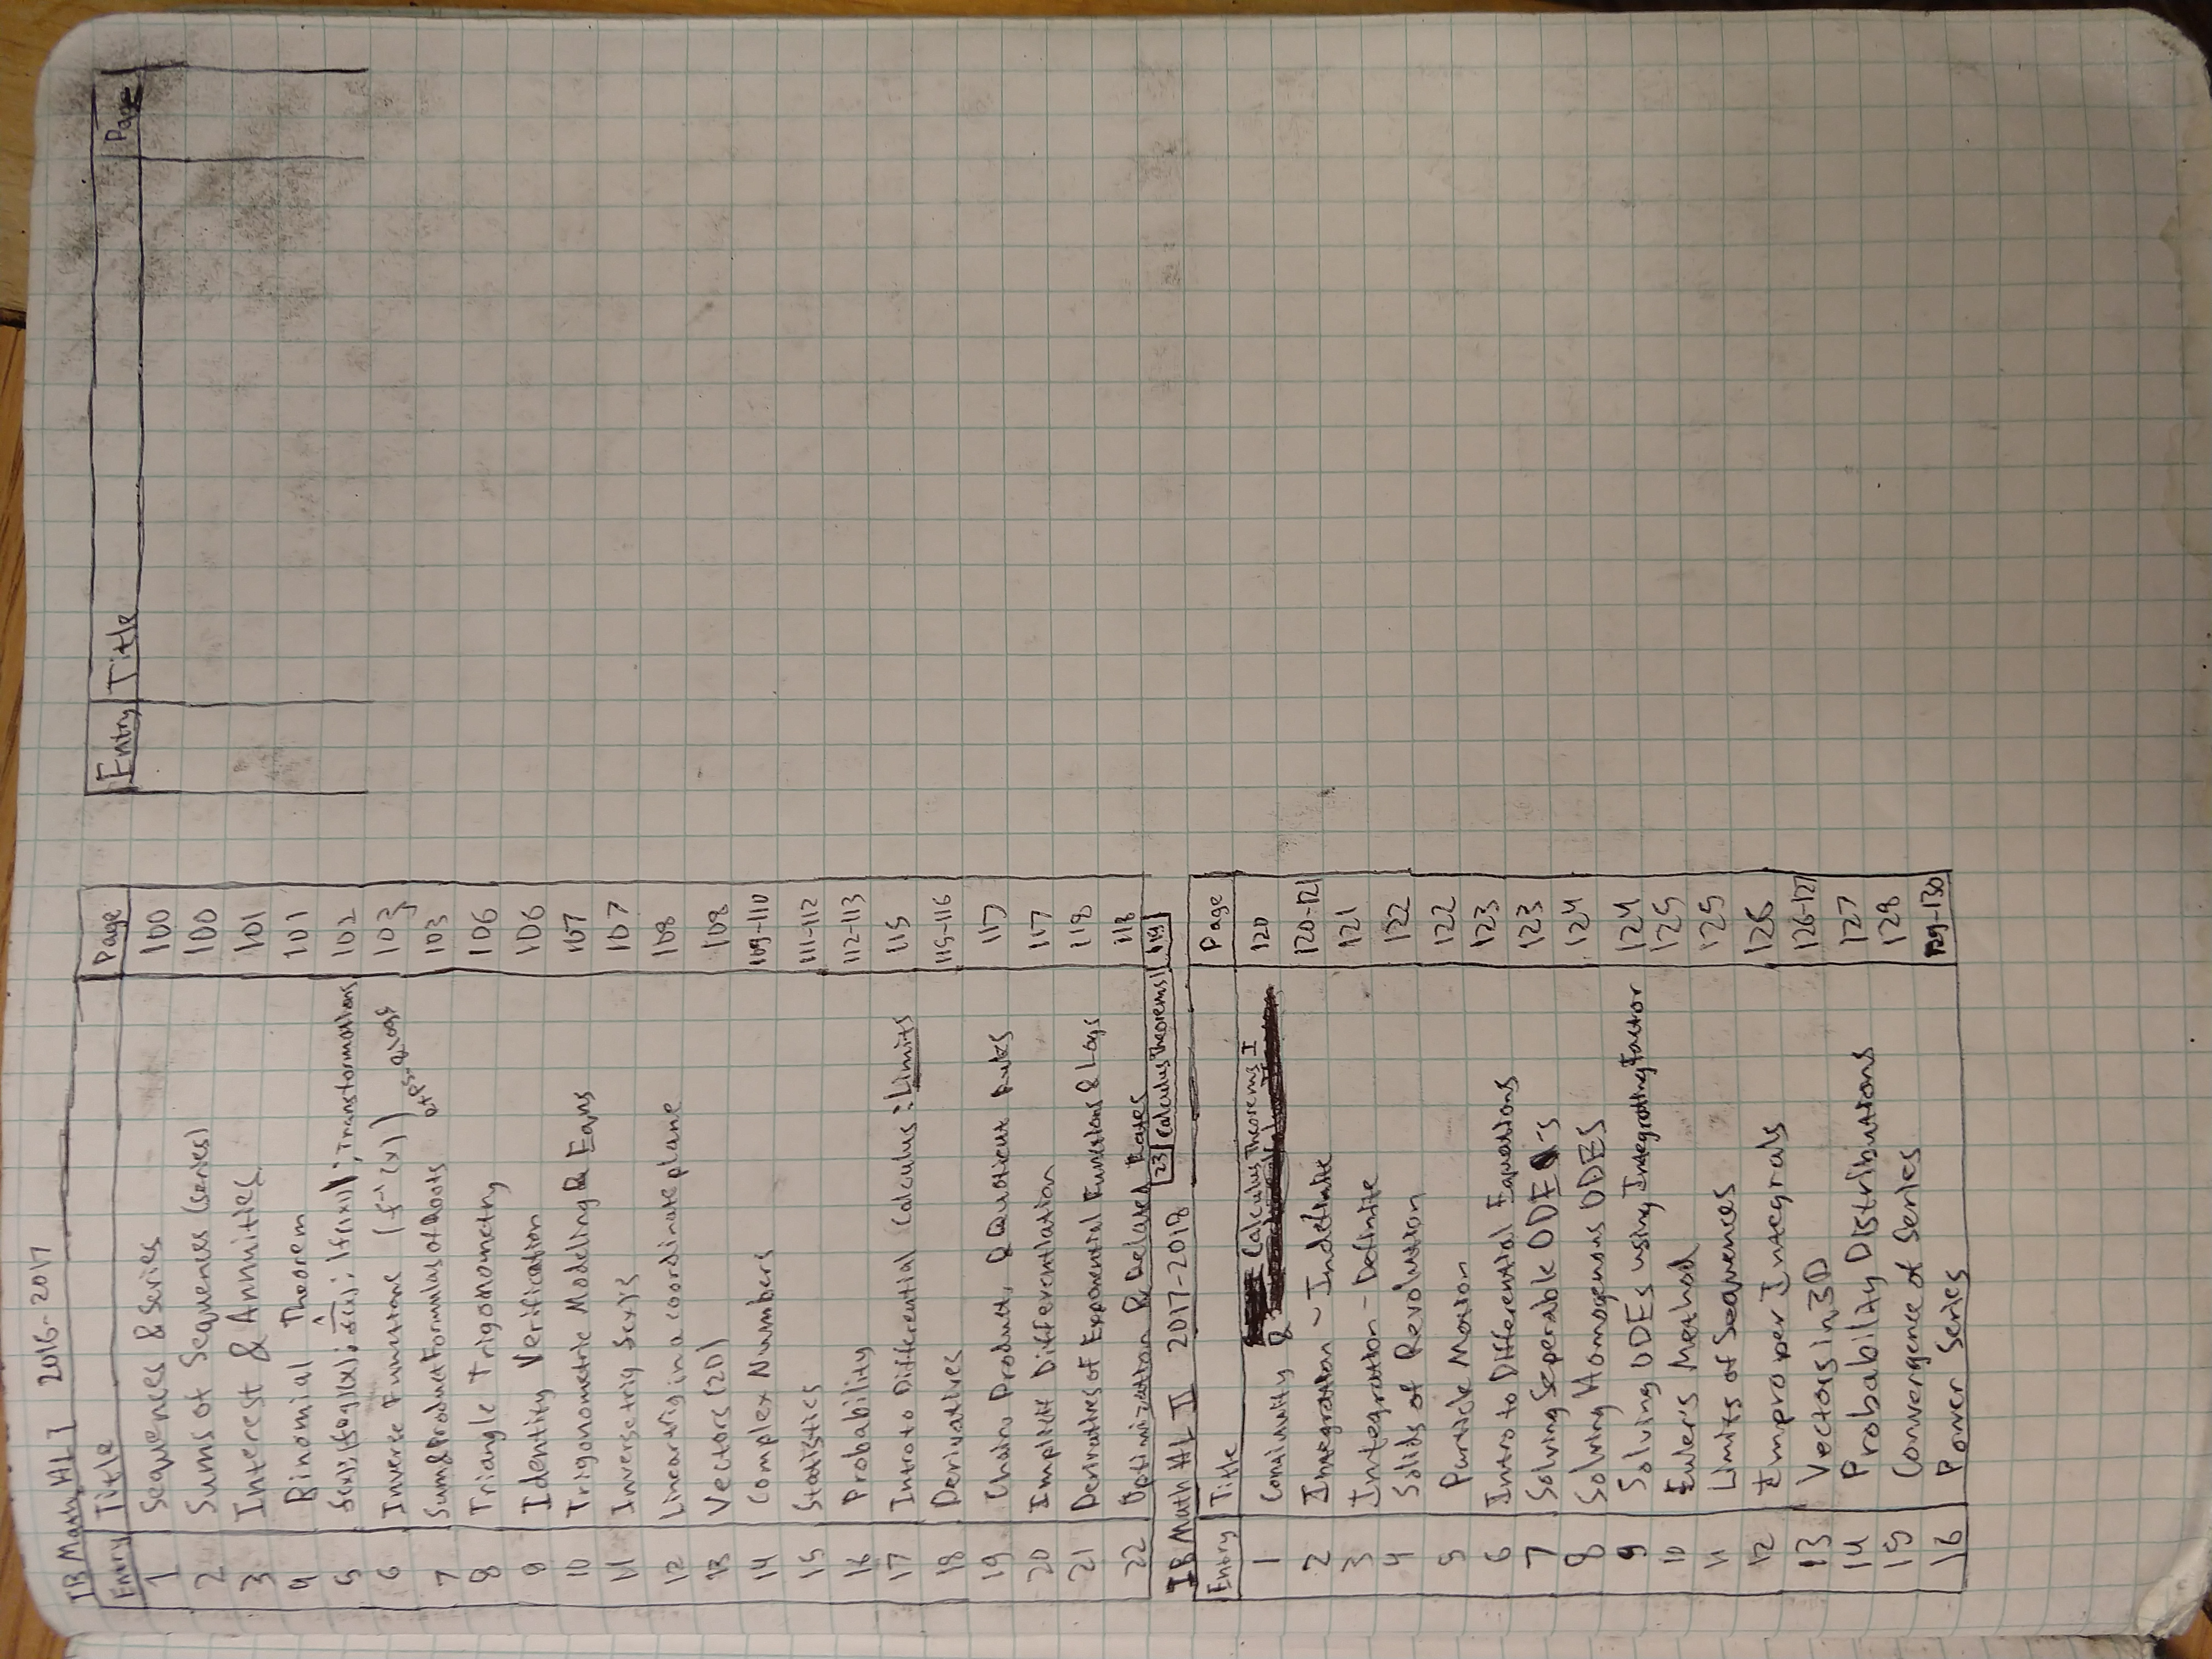 IB Math HL I 2016-2017
Entry Title Page
1 Sequences & Series 100
2 Sums of Sequences (series) 100
3 Interest & Annuities 101
4 Binomial Theorem 101
5 f(x); (fog)(x); 1/f(x); |f(x)|; Transformations 102
6 Inverse Functions (f⁻¹(x)) exps. & logs 103
7 Sum&Product Formulas of Roots 103
8 Triangle Trigonometry 106
9 Identity Verification 106
10 Trigonometric Modeling & Eqns 107
11 Inverse trig f(x)'s 107
12 Linear trig in a coordinate plane 108
13 Vectors (2D) 108
14 Complex Numbers 109-110
15 Statistics 111-112
16 Probability 112-113
17 Intro to Differential Calculus: Limits 115
18 Derivatives 115-116
19 Chain, Product, & Quotient Rules 117
20 Implicit Differentiation 117
21 Derivatives of Exponential Functions & Logs 118
22 Optimization & Related Rates 118
23 Calculus Theorems I 119
IB Math HL II 2017-2018
Entry Title Page
1 Coninuity & Calculus Theorems I 120
2 Integration - Indefinite 120-121
3 Integration - Definite 121
4 Solids of Revolution 122
5 Particle Motion 122
6 Intro to Differential Equations 123
7 Solving Seperable ODE-s 123
8 Solving Homogenous ODES 124
9 Solving ODEs using Integrating Factor 124
10 Euler's Method 125
11 Limits of Sequences 125
12 Improper Integrals 126
13 Vectors in 3D 126-127
14 Probability Distributions 127
15 Convergence of Series 128
16 Power Series 129-130
Entry Title Page